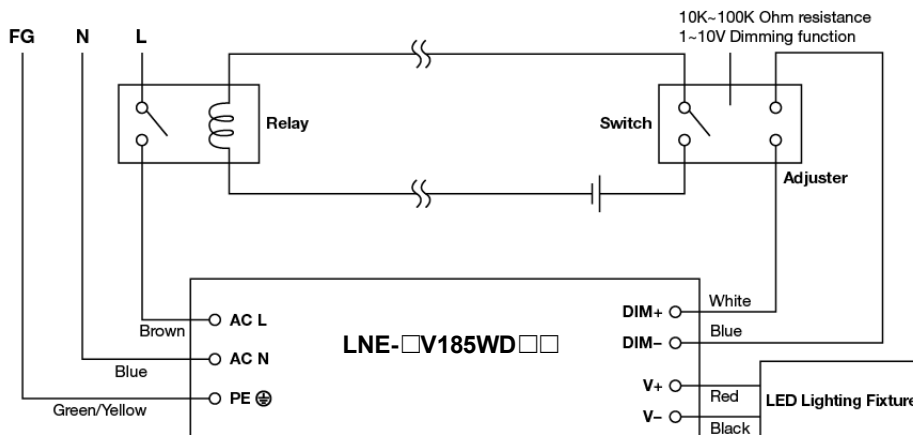 10K~100K Ohm resistance
1~10V Dimming function
FG N L
Relay
Switch
Adjuster
AC L
Brown
AC N
Blue
PE
Green/Yellow
LNE-□V185WD□□
DIM+
White
DIM–
Blue
V+
Red
V–
Black
LED Lighting Fixture